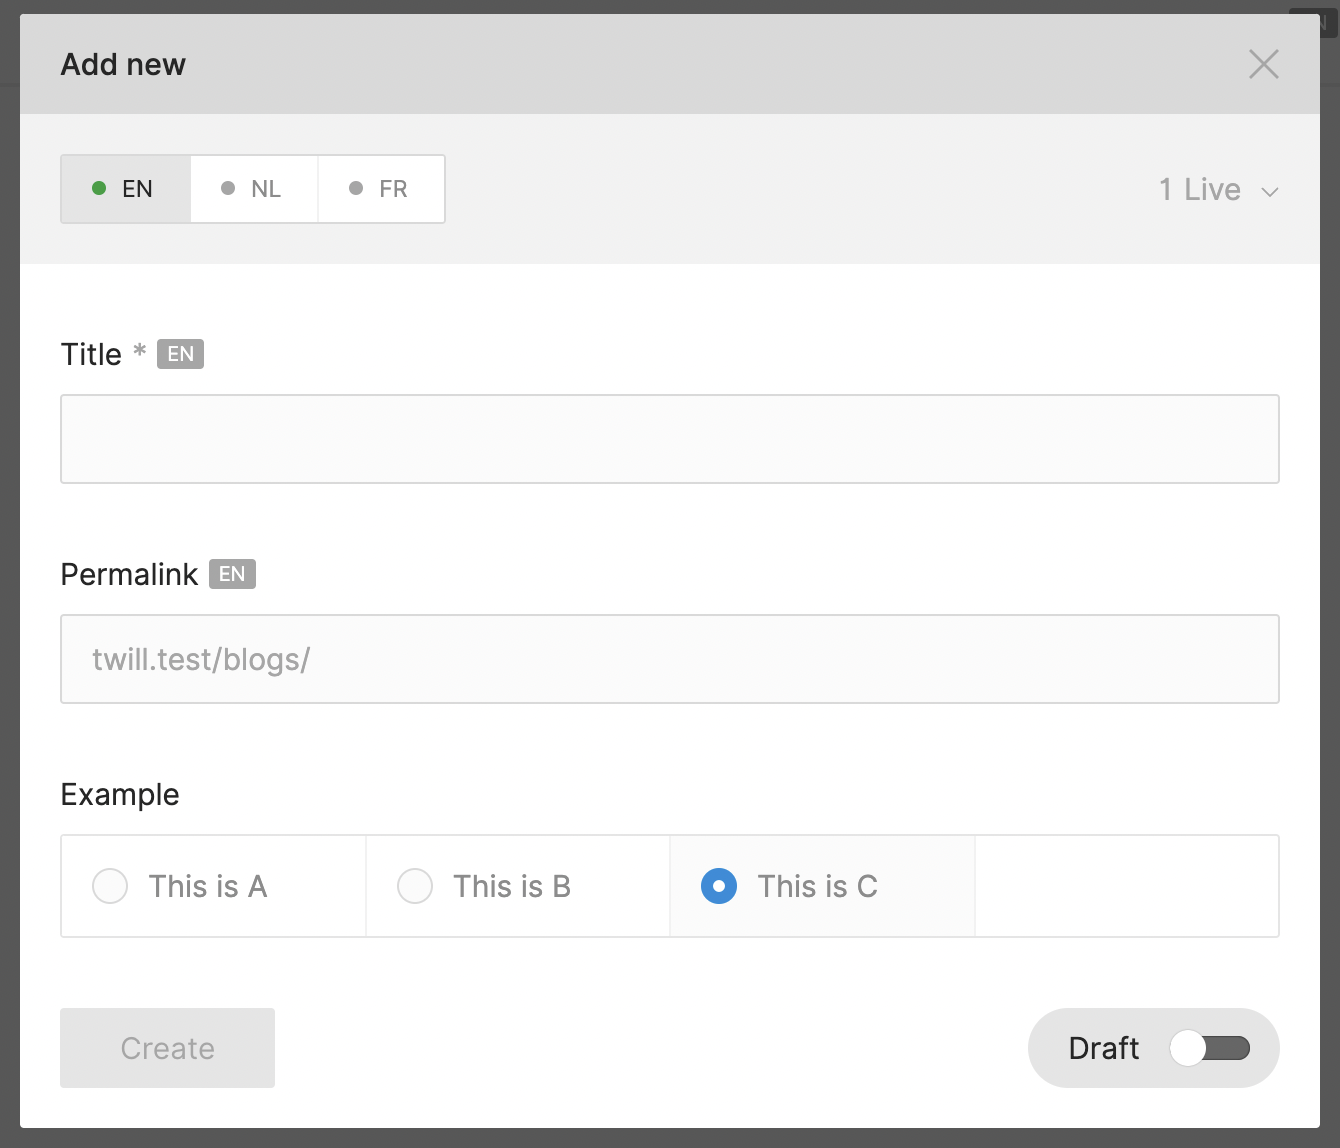 Add new
EN NL FR 1 Live
Title * EN
Permalink EN
twill.test/blogs/
Example
This is A This is B This is C
Create Draft